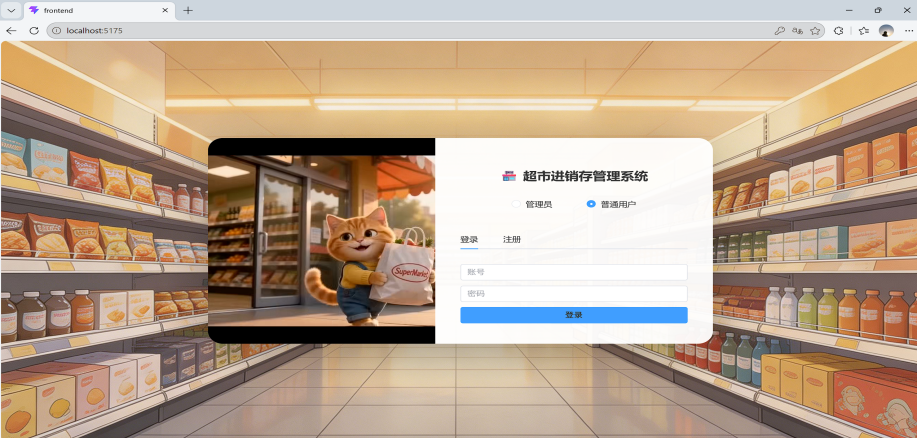 frontend
localhost:5175
超市进销存管理系统
管理员 普通用户
登录 注册
账号
密码
登录
SuperMarket